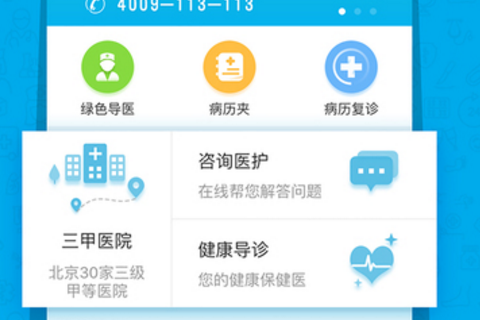 4009-113-113
绿色导医 病历夹 病历复诊
咨询医护
在线帮您解答问题
三甲医院
北京30家三级
甲等医院
健康导诊
您的健康保健医